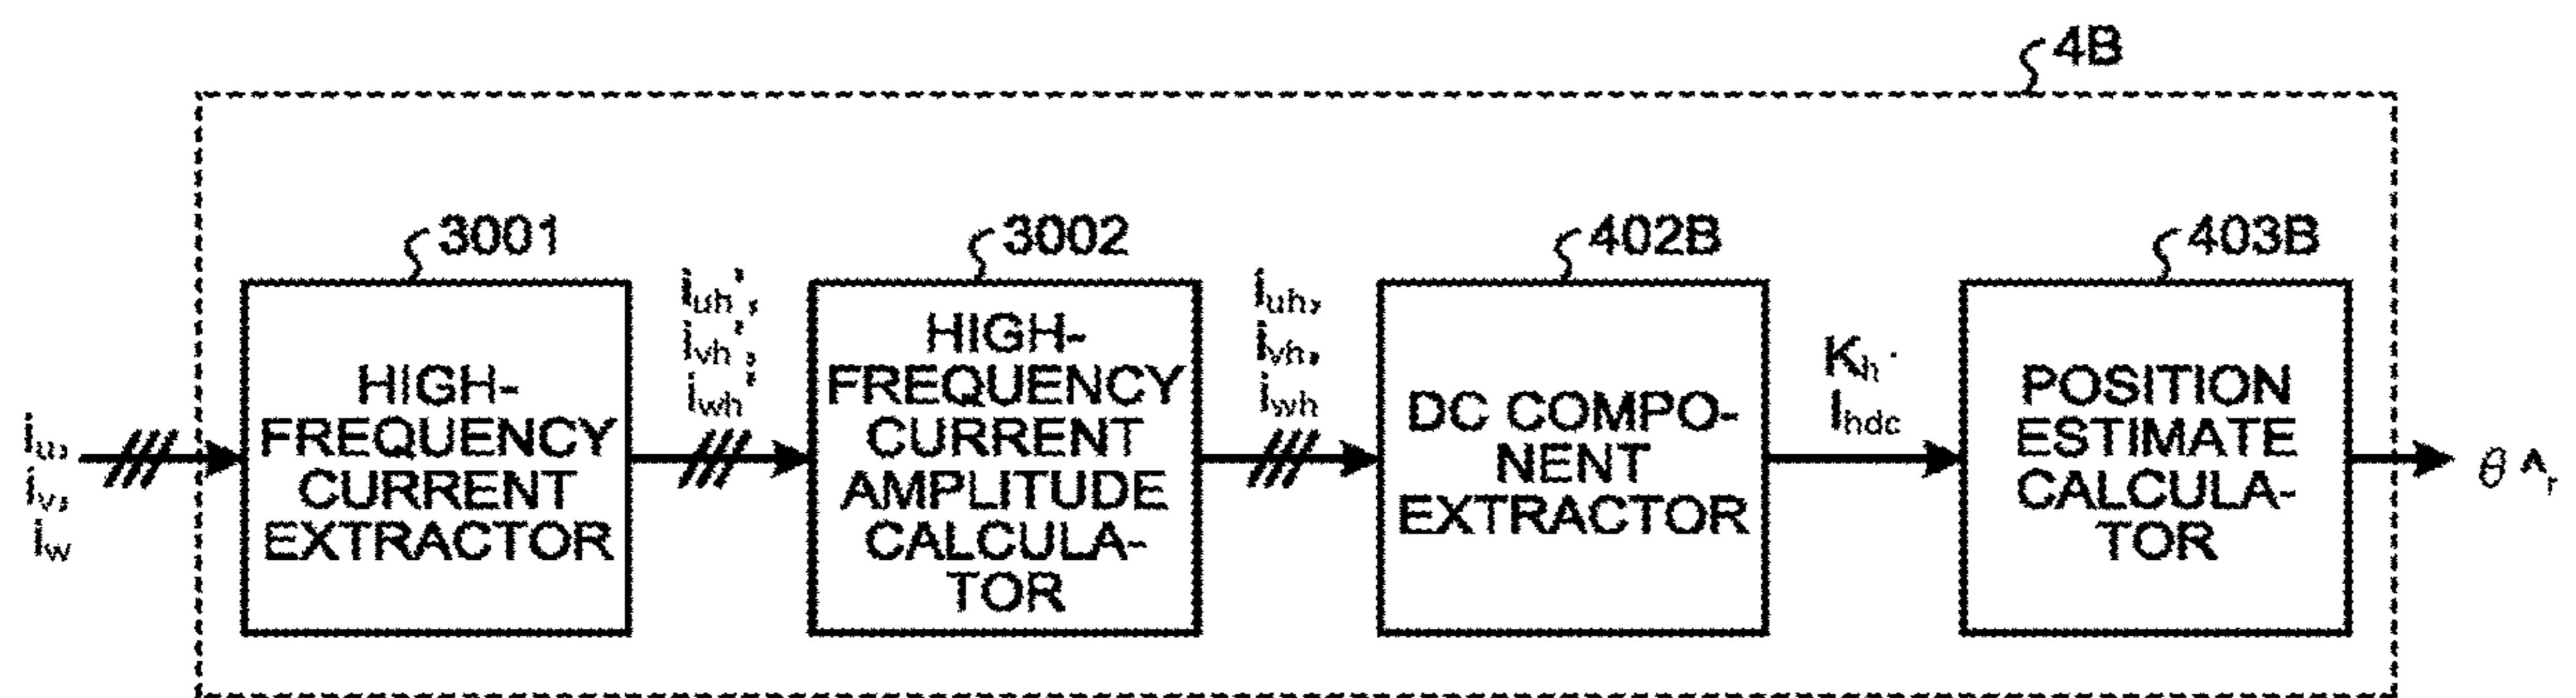 4B
3001
3002
402B
403B
iu,
iv,
iw
HIGH-
FREQUENCY
CURRENT
EXTRACTOR
iuh',
ivh',
iwh'
HIGH-
FREQUENCY
CURRENT
AMPLITUDE
CALCULA-
TOR
iuh,
ivh,
iwh
DC COMPO-
NENT
EXTRACTOR
Kh·
Ihdc
POSITION
ESTIMATE
CALCULA-
TOR
θ^r